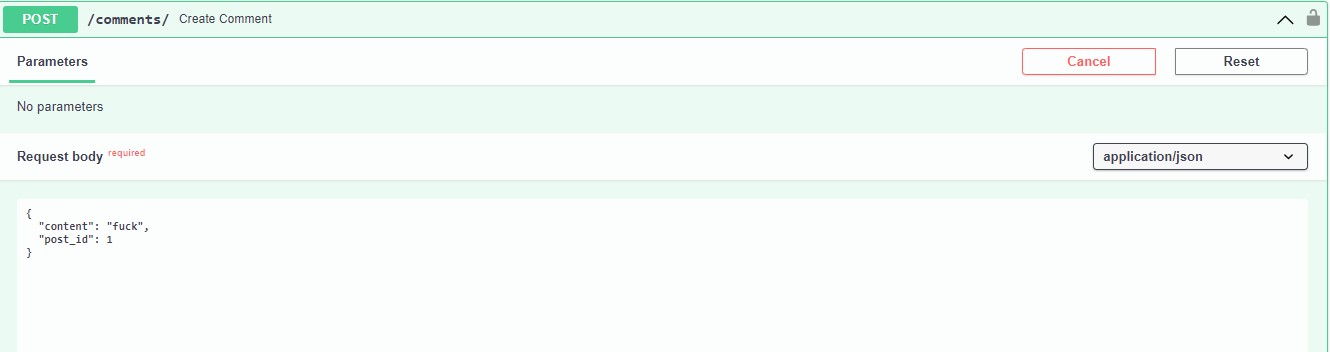 POST /comments/ Create Comment
Parameters Cancel Reset
No parameters
Request body required application/json
{
"content": "fuck",
"post_id": 1
}